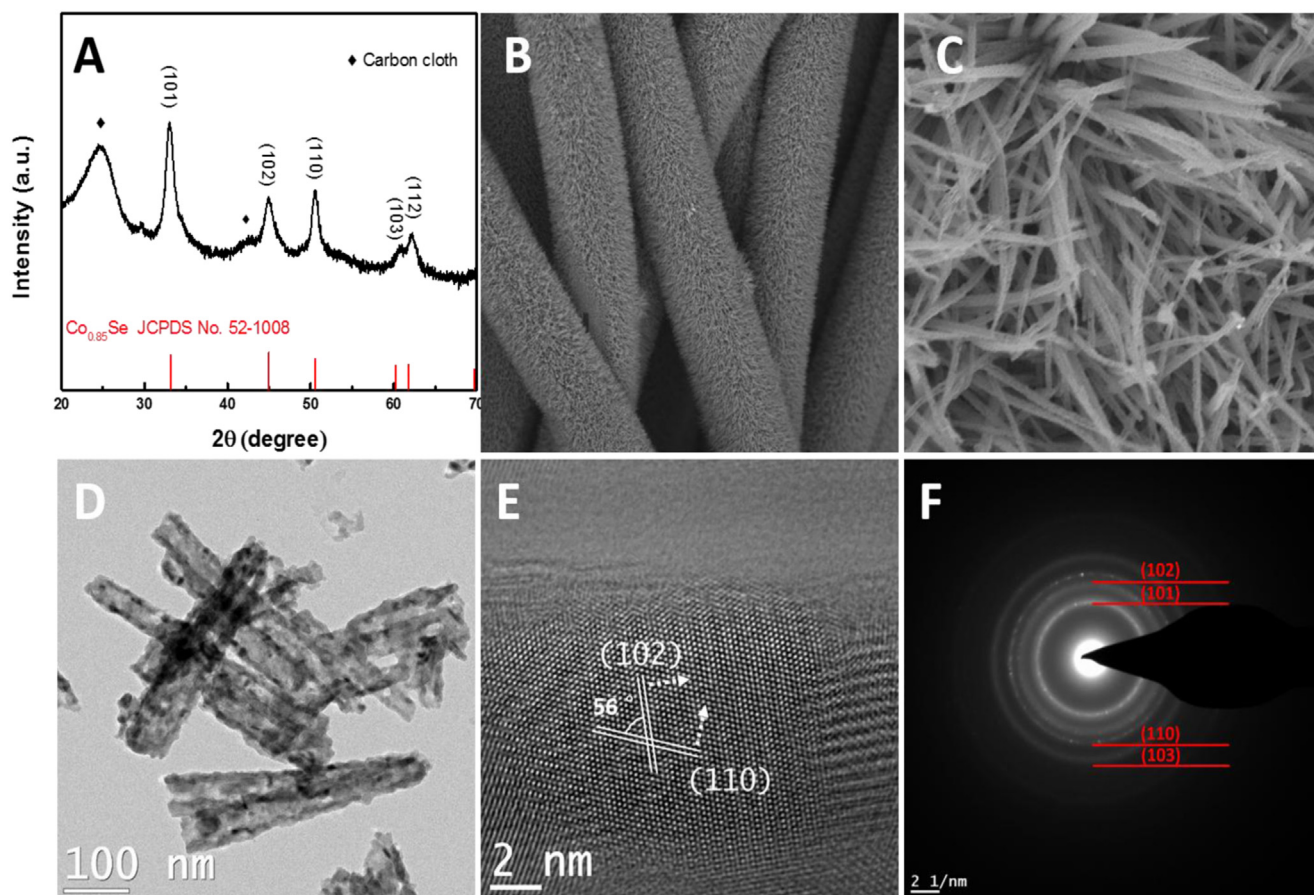 A
◆ Carbon cloth
(101)
(102)
(110)
(103)
(112)
Intensity (a.u.)
Co0.85Se JCPDS No. 52-1008
20 30 40 50 60 70
2θ (degree)
B
C
D
100 nm
E
(102)
56°
(110)
2 nm
F
(102)
(101)
(110)
(103)
2 1/nm